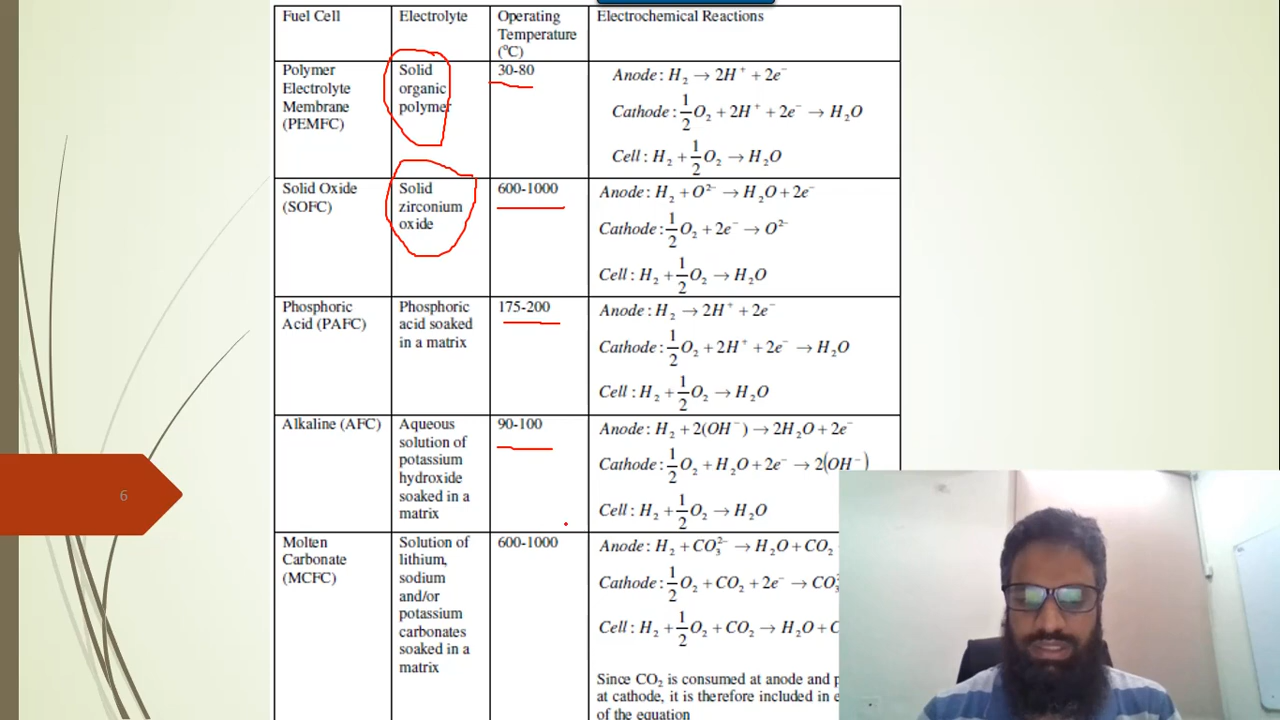 Fuel Cell
Electrolyte
Operating
Temperature
(°C)
Electrochemical Reactions
Polymer
Electrolyte
Membrane
(PEMFC)
Solid
organic
polymer
30-80
Anode: H₂ → 2H⁺ + 2e⁻
Cathode: 1/2 O₂ + 2H⁺ + 2e⁻ → H₂O
Cell: H₂ + 1/2 O₂ → H₂O
Solid Oxide
(SOFC)
Solid
zirconium
oxide
600-1000
Anode: H₂ + O²⁻ → H₂O + 2e⁻
Cathode: 1/2 O₂ + 2e⁻ → O²⁻
Cell: H₂ + 1/2 O₂ → H₂O
Phosphoric
Acid (PAFC)
Phosphoric
acid soaked
in a matrix
175-200
Anode: H₂ → 2H⁺ + 2e⁻
Cathode: 1/2 O₂ + 2H⁺ + 2e⁻ → H₂O
Cell: H₂ + 1/2 O₂ → H₂O
Alkaline (AFC)
Aqueous
solution of
potassium
hydroxide
soaked in a
matrix
90-100
Anode: H₂ + 2(OH⁻) → 2H₂O + 2e⁻
Cathode: 1/2 O₂ + H₂O + 2e⁻ → 2(OH⁻)
Cell: H₂ + 1/2 O₂ → H₂O
Molten
Carbonate
(MCFC)
Solution of
lithium,
sodium
and/or
potassium
carbonates
soaked in a
matrix
600-1000
Anode: H₂ + CO₃²⁻ → H₂O + CO₂
Cathode: 1/2 O₂ + CO₂ + 2e⁻ →
Cell: H₂ + 1/2 O₂ + CO₂ → H₂O +
Since CO₂ is consumed at anode and
at cathode, it is therefore included in
of the equation
6